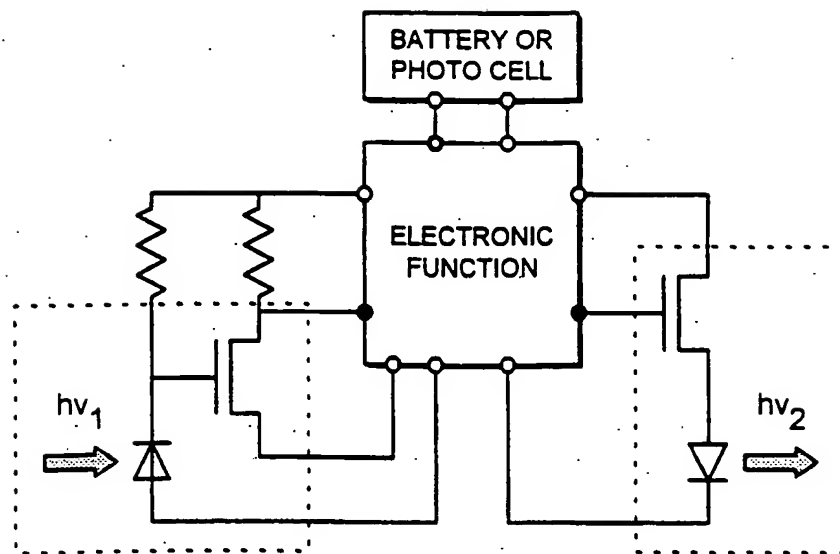 BATTERY OR
PHOTO CELL
ELECTRONIC
FUNCTION
hv₁
hv₂